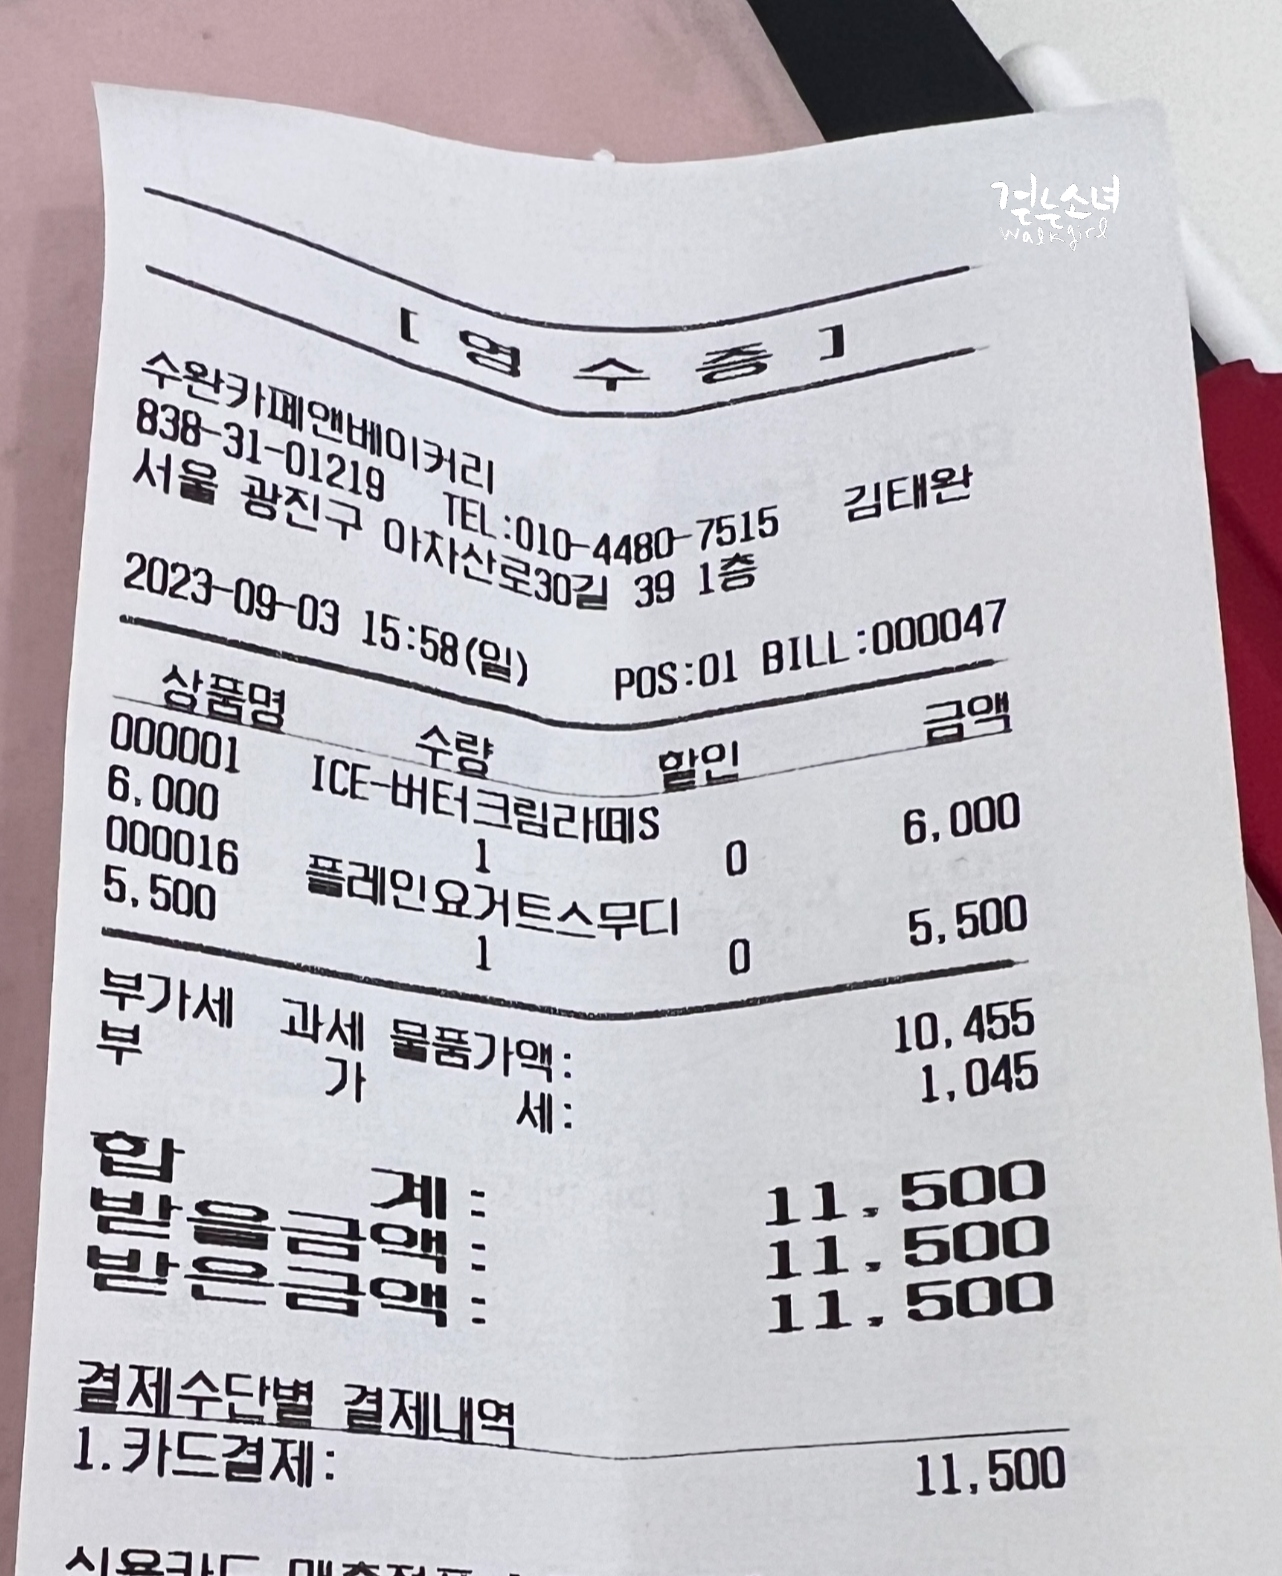 걷는소녀
walkgirl
[ 영 수 증 ]
수완카페앤베이커리
838-31-01219 TEL:010-4480-7515 김태완
서울 광진구 아차산로30길 39 1층
2023-09-03 15:58(일) POS:01 BILL:000047
상품명 수량 할인 금액
000001 ICE-버터크림라떼S
6,000 1 0 6,000
000016 플레인요거트스무디
5,500 1 0 5,500
부가세 과세 물품가액: 10,455
부 가 세: 1,045
합 계: 11,500
받을금액: 11,500
받은금액: 11,500
결제수단별 결제내역
1.카드결제: 11,500
신용카드